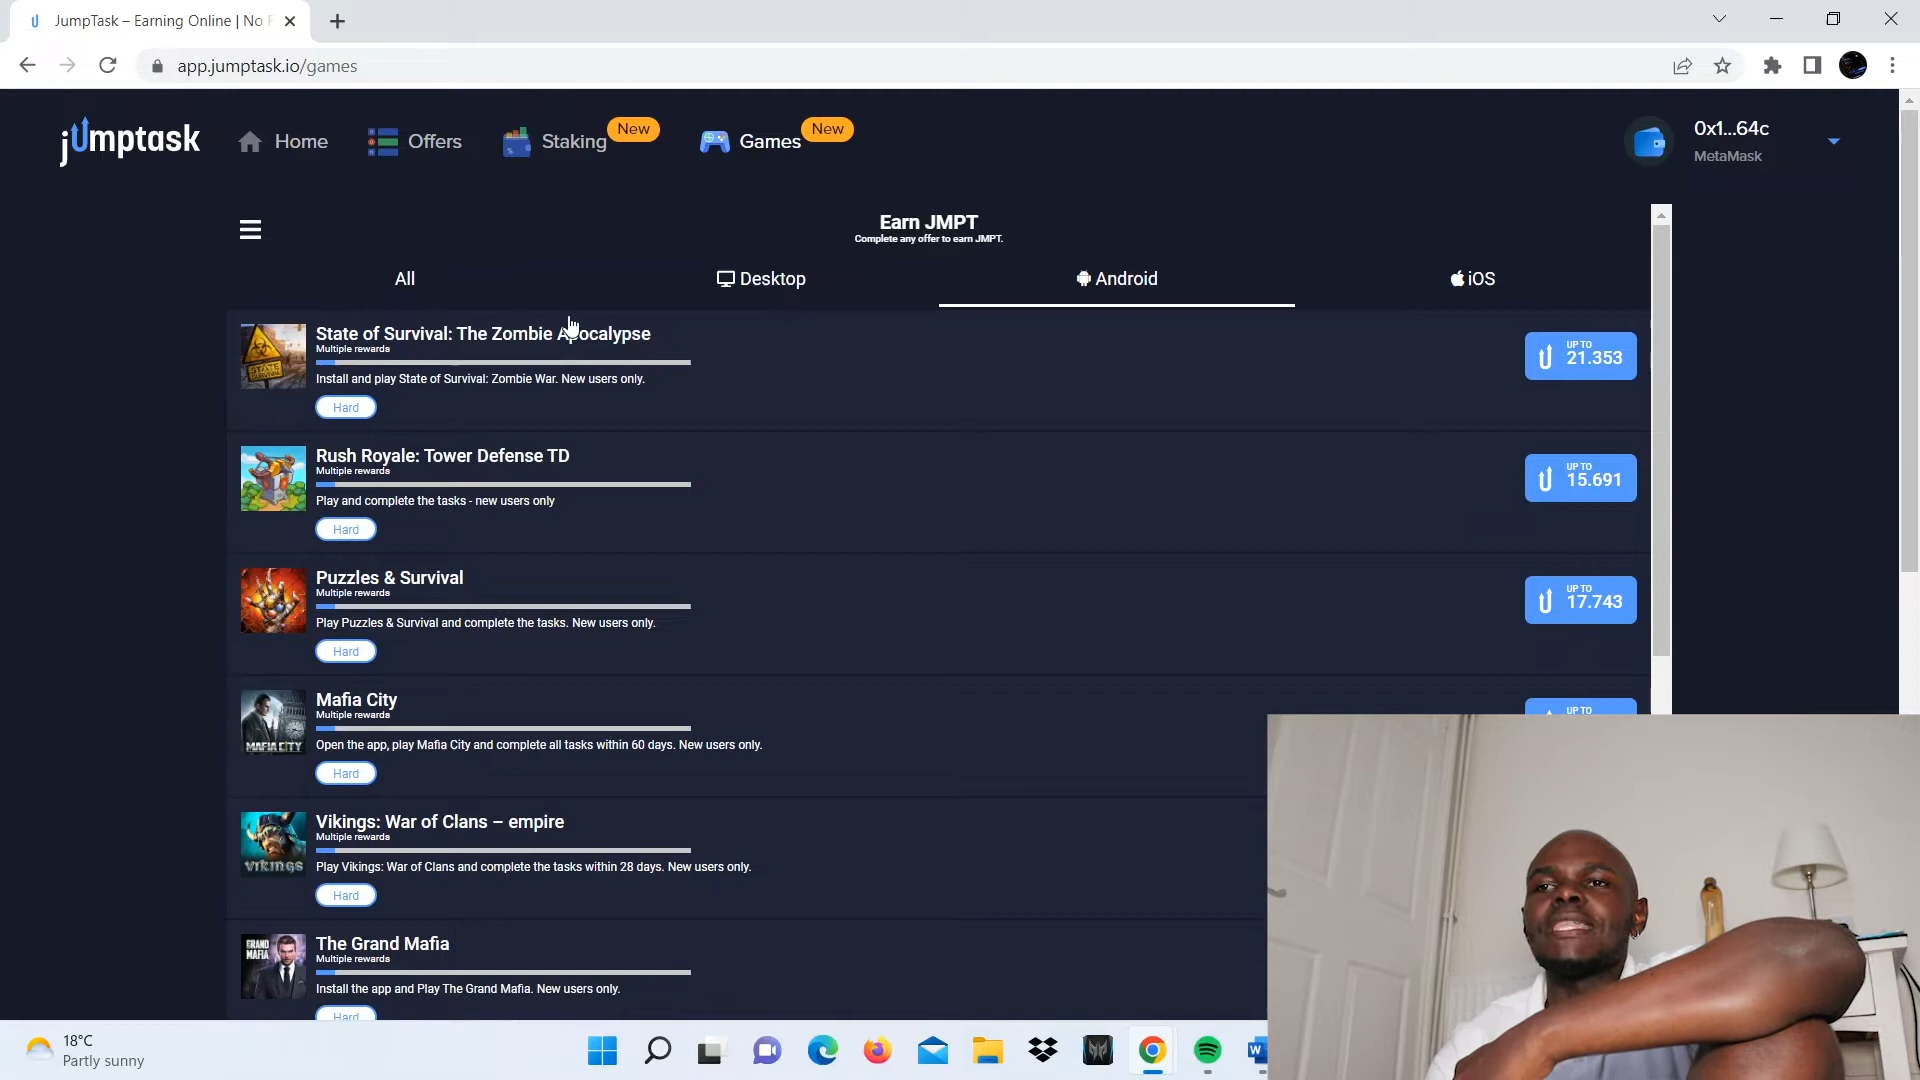 JumpTask – Earning Online | No F
app.jumptask.io/games
jumptask
Home
Offers
Staking
New
Games
New
0x1...64c
MetaMask
Earn JMPT
Complete any offer to earn JMPT.
All
Desktop
Android
iOS
State of Survival: The Zombie Apocalypse
Multiple rewards
Install and play State of Survival: Zombie War. New users only.
Hard
UP TO
21.353
Rush Royale: Tower Defense TD
Multiple rewards
Play and complete the tasks - new users only
Hard
UP TO
15.691
Puzzles & Survival
Multiple rewards
Play Puzzles & Survival and complete the tasks. New users only.
Hard
UP TO
17.743
MAFIA CITY
Mafia City
Multiple rewards
Open the app, play Mafia City and complete all tasks within 60 days. New users only.
Hard
UP TO
VIKINGS
Vikings: War of Clans – empire
Multiple rewards
Play Vikings: War of Clans and complete the tasks within 28 days. New users only.
Hard
GRAND
MAFIA
The Grand Mafia
Multiple rewards
Install the app and Play The Grand Mafia. New users only.
Hard
18°C
Partly sunny
W